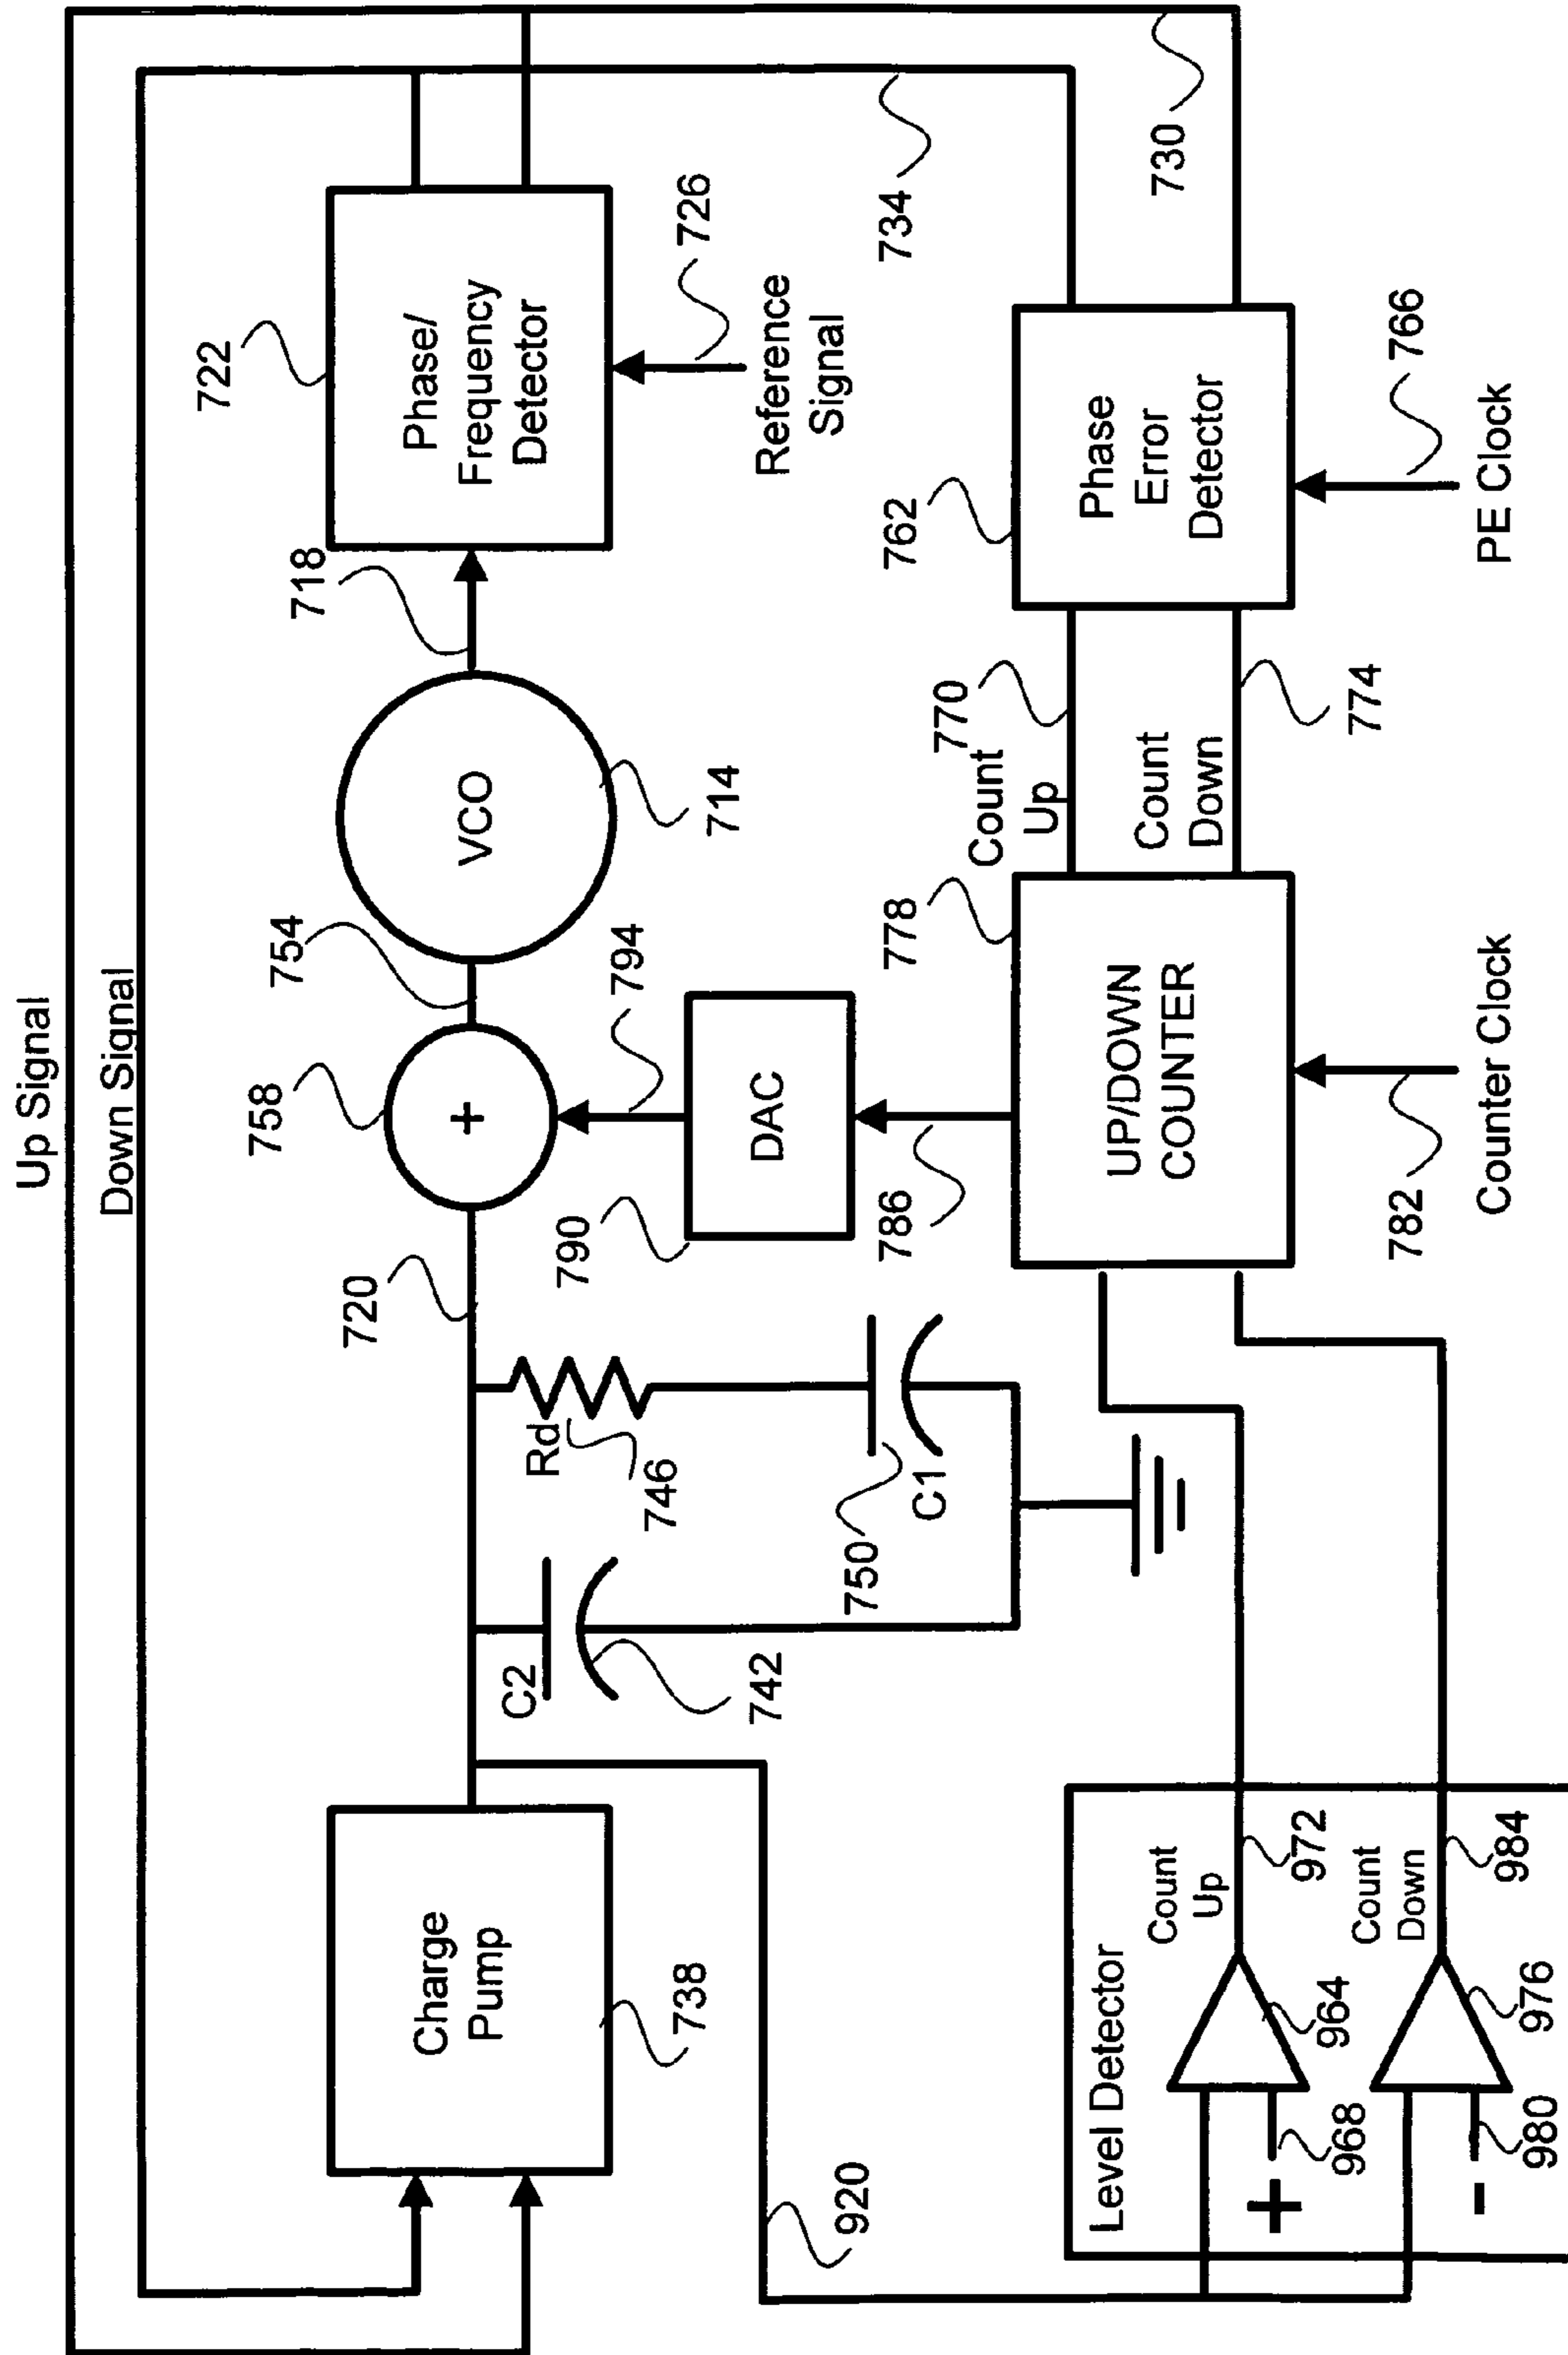 Up Signal
Down Signal
722
718
754
758
720
Phase/
Frequency
Detector
VCO
+
Charge
Pump
726
Reference
Signal
714
794
790
DAC
Rd
746
C2
742
738
734
730
762
770
Count
Up
Count
Down
774
778
786
750
C1
920
Phase
Error
Detector
UP/DOWN
COUNTER
766
PE Clock
782
Counter Clock
Level Detector
Count
Up
972
964
968
+
Count
Down
984
976
980
-